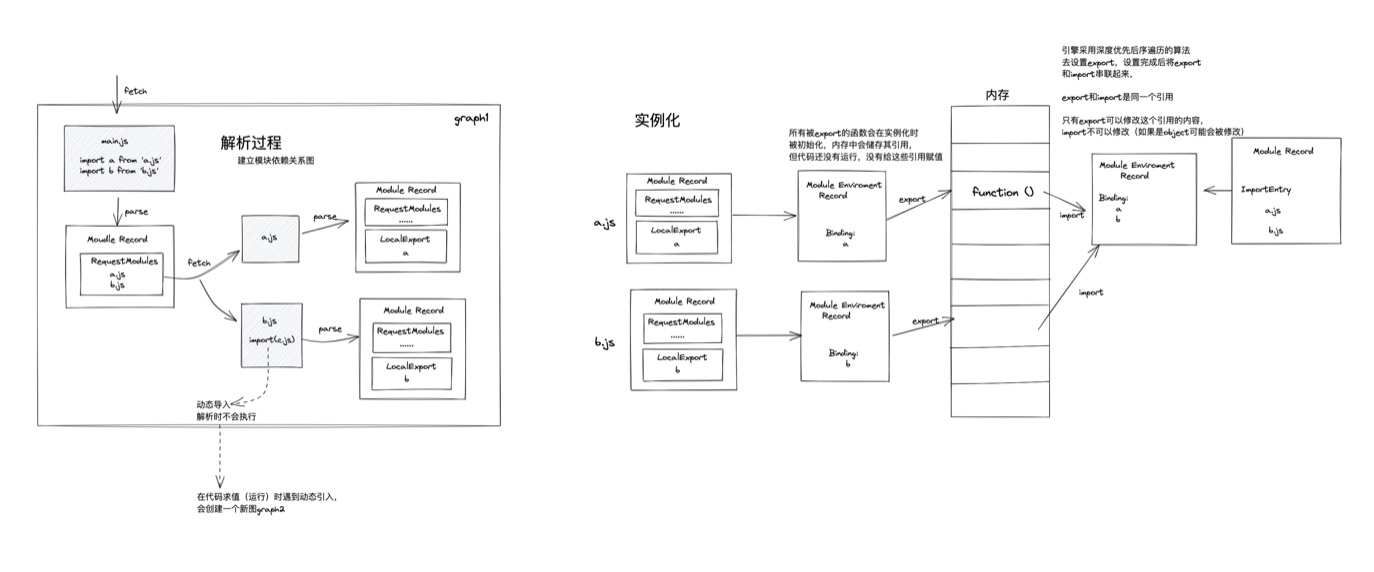 fetch
graph1
main.js
import a from 'a.js'
import b from 'b.js'
解析过程
建立模块依赖关系图
parse
Moudle Record
RequestModules
a.js
b.js
fetch
a.js
parse
Module Record
RequestModules
......
LocalExport
a
b.js
import(c.js)
parse
Module Record
RequestModules
......
LocalExport
b
动态导入
解析时不会执行
在代码求值（运行）时遇到动态引入，
会创建一个新图graph2
实例化
a.js
Module Record
RequestModules
......
LocalExport
a
所有被export的函数会在实例化时
被初始化，内存中会储存其引用，
但代码还没有运行，没有给这些引用赋值
Module Enviroment
Record
Binding:
a
export
b.js
Module Record
RequestModules
......
LocalExport
b
Module Enviroment
Record
Binding:
b
export
内存
function ()
import
import
引擎采用深度优先后序遍历的算法
去设置export，设置完成后将export
和import串联起来，
export和import是同一个引用
只有export可以修改这个引用的内容，
import不可以修改（如果是object可能会被修改）
Module Enviroment
Record
Binding:
a
b
Module Record
ImportEntry
a.js
b.js